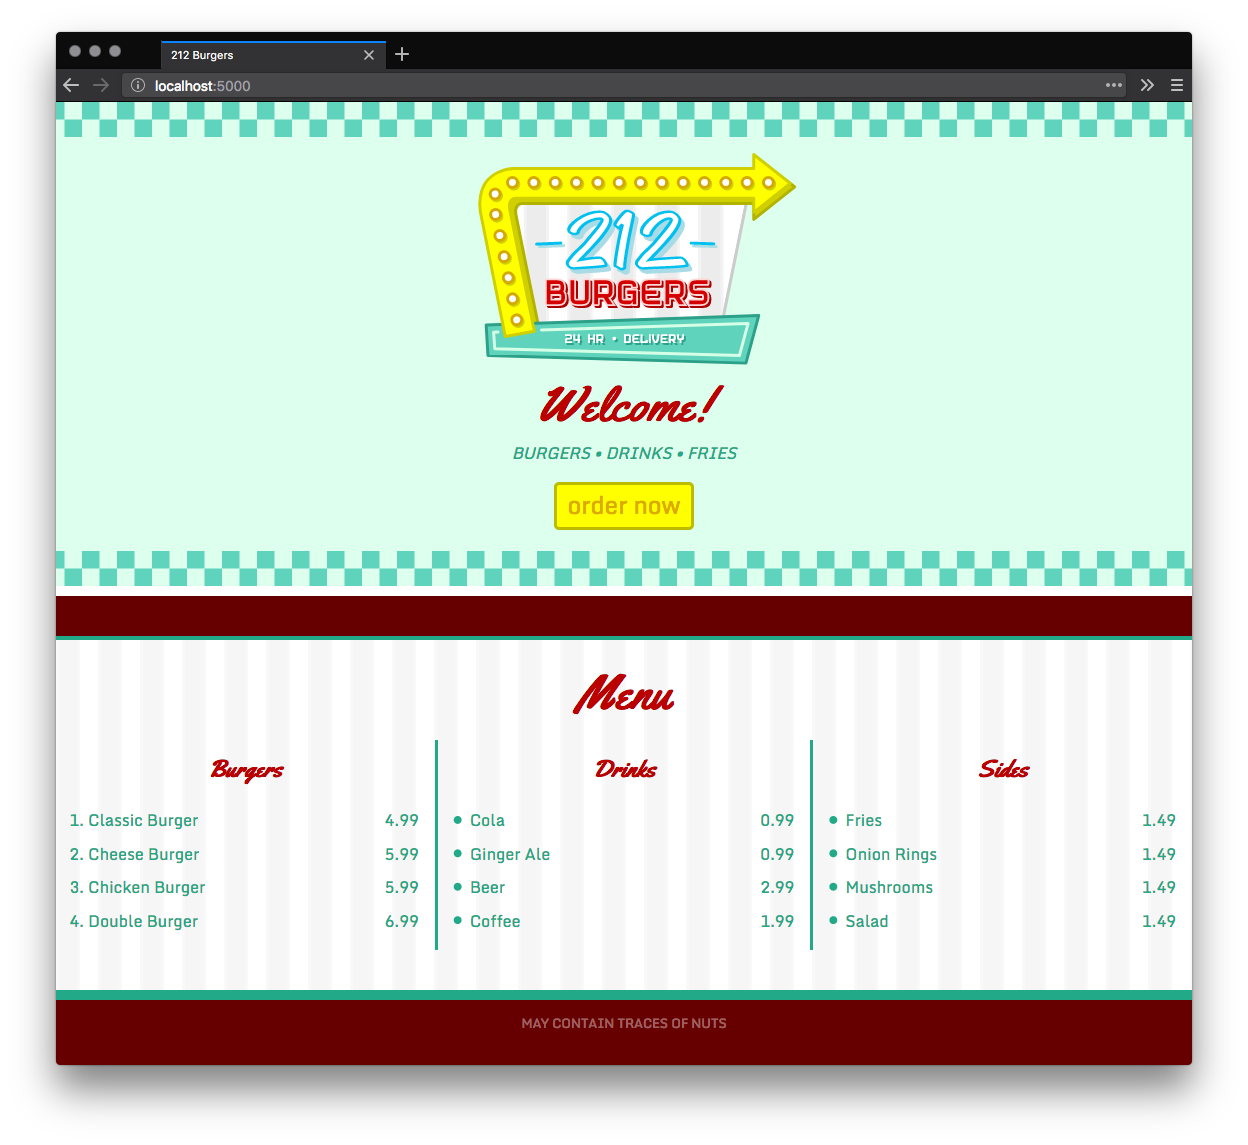 212 Burgers
localhost:5000
212
BURGERS
24 HR • DELIVERY
Welcome!
BURGERS • DRINKS • FRIES
order now
Menu
Burgers
1. Classic Burger 4.99
2. Cheese Burger 5.99
3. Chicken Burger 5.99
4. Double Burger 6.99
Drinks
• Cola 0.99
• Ginger Ale 0.99
• Beer 2.99
• Coffee 1.99
Sides
• Fries 1.49
• Onion Rings 1.49
• Mushrooms 1.49
• Salad 1.49
MAY CONTAIN TRACES OF NUTS